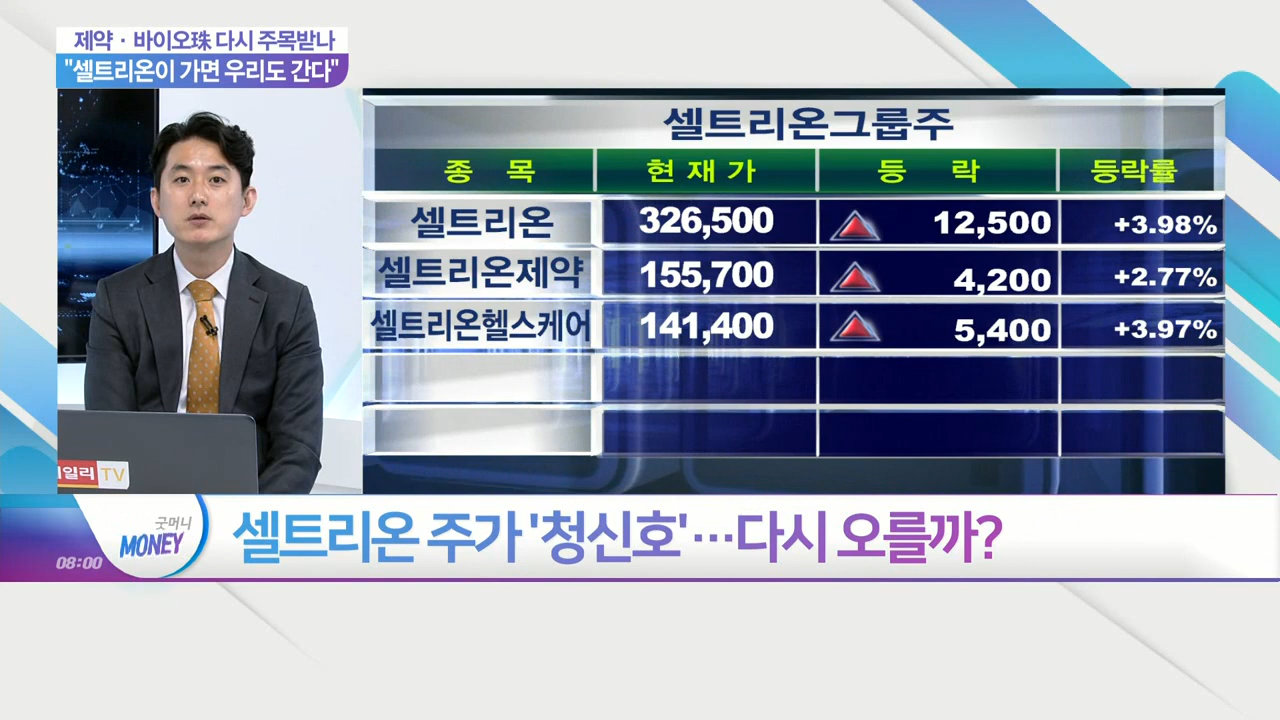 제약 · 바이오珠 다시 주목받나
"셀트리온이 가면 우리도 간다"
셀트리온그룹주
종 목 현 재 가 등 락 등락률
셀트리온 326,500 ▲ 12,500 +3.98%
셀트리온제약 155,700 ▲ 4,200 +2.77%
셀트리온헬스케어 141,400 ▲ 5,400 +3.97%
일리 TV
굿머니
MONEY
08:00
셀트리온 주가 '청신호'…다시 오를까?